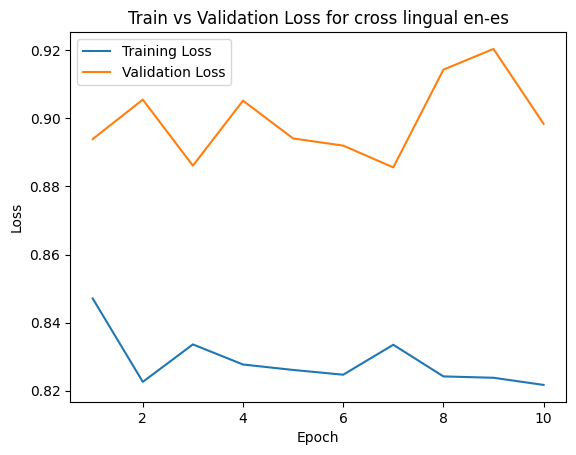 Train vs Validation Loss for cross lingual en-es
Training Loss
Validation Loss
0.92
0.90
0.88
0.86
0.84
0.82
Loss
2
4
6
8
10
Epoch